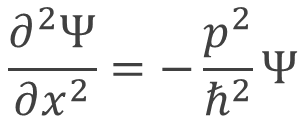 ∂²Ψ/∂x² = − p²/ħ² Ψ